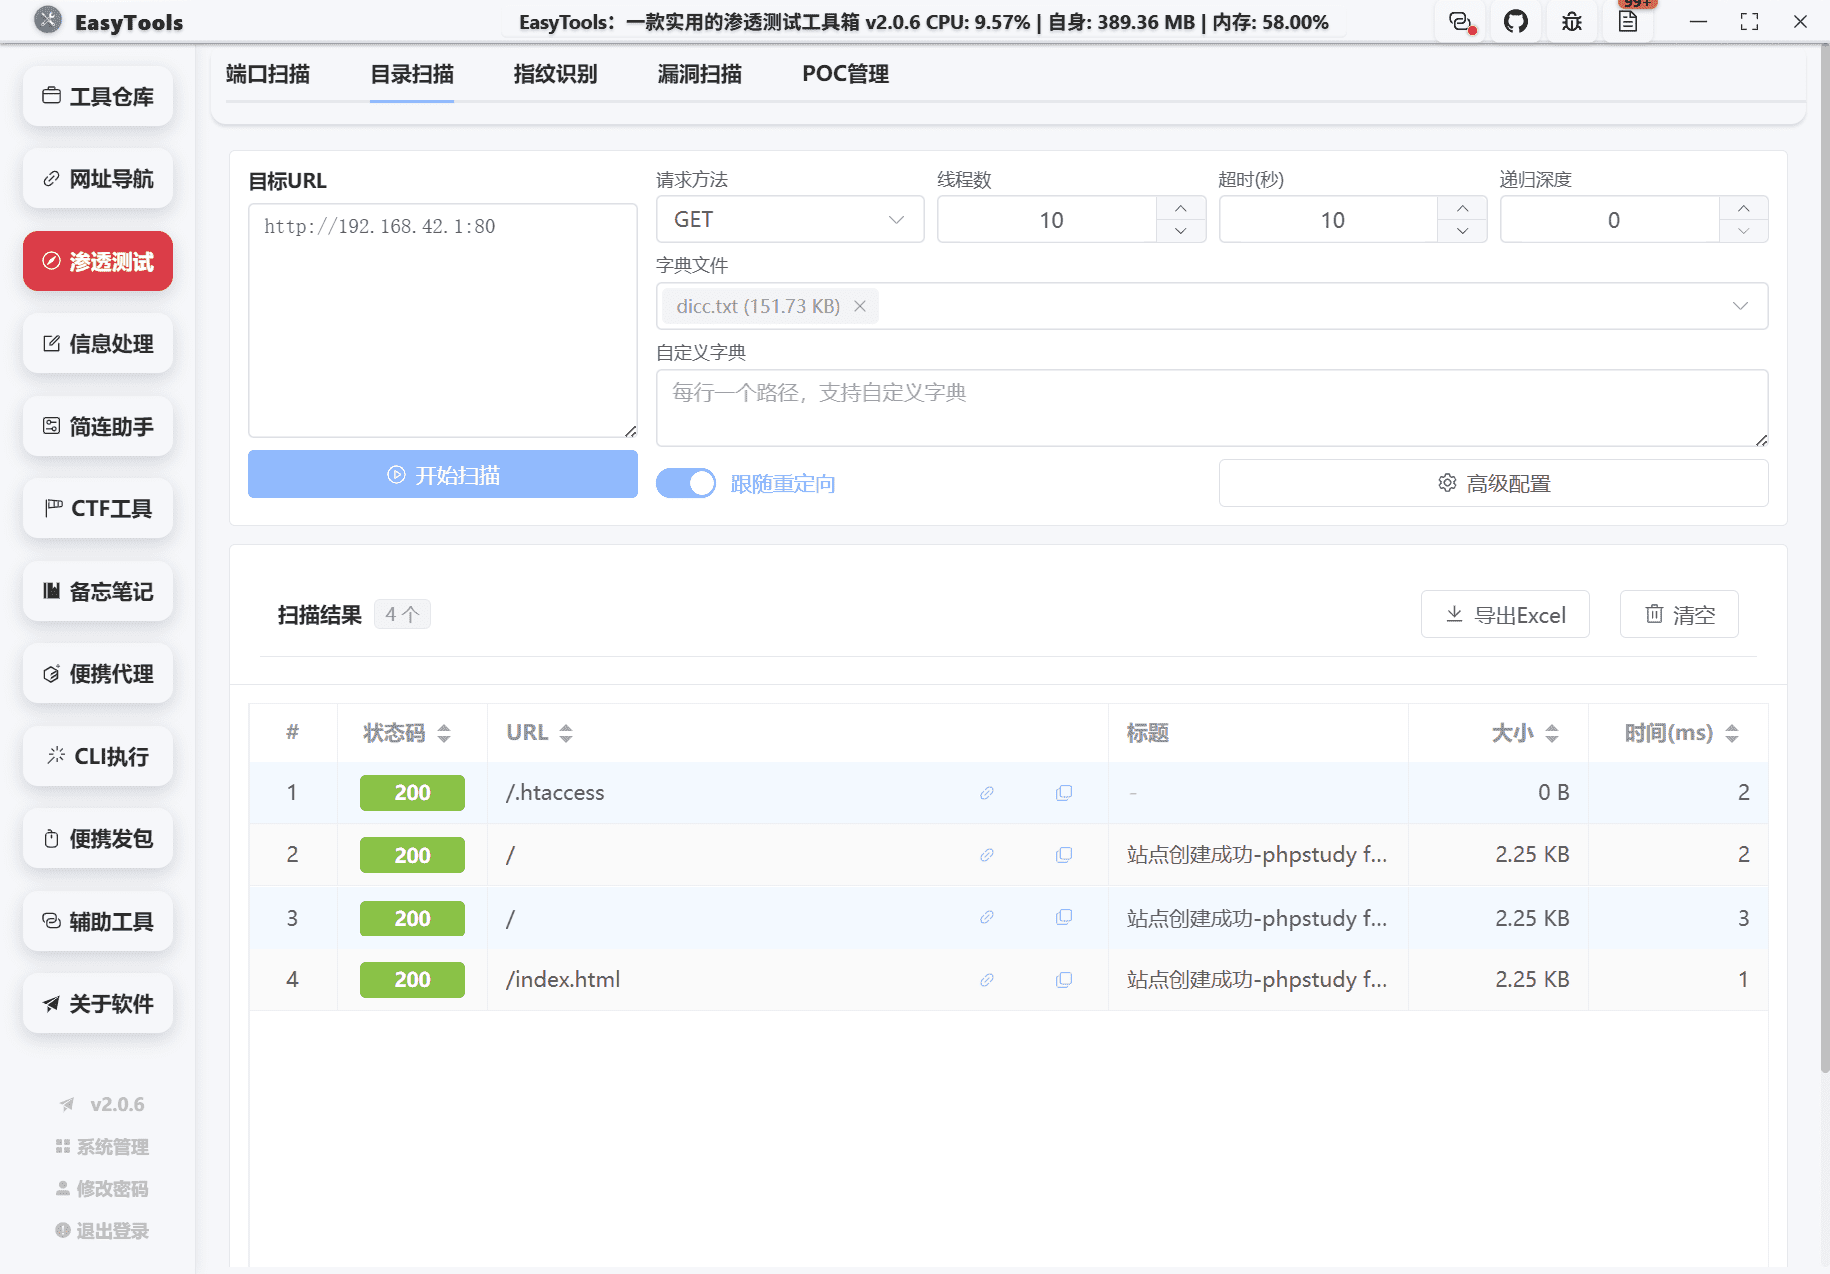 EasyTools
EasyTools：一款实用的渗透测试工具箱 v2.0.6 CPU: 9.57% | 自身: 389.36 MB | 内存: 58.00%
99+
工具仓库
网址导航
渗透测试
信息处理
简连助手
CTF工具
备忘笔记
便携代理
CLI执行
便携发包
辅助工具
关于软件
v2.0.6
系统管理
修改密码
退出登录
端口扫描 目录扫描 指纹识别 漏洞扫描 POC管理
目标URL
http://192.168.42.1:80
开始扫描
请求方法 线程数 超时(秒) 递归深度
GET 10 10 0
字典文件
dicc.txt (151.73 KB)
自定义字典
每行一个路径，支持自定义字典
跟随重定向
高级配置
扫描结果 4 个
导出Excel 清空
# 状态码 URL 标题 大小 时间(ms)
1 200 /.htaccess - 0 B 2
2 200 / 站点创建成功-phpstudy f... 2.25 KB 2
3 200 / 站点创建成功-phpstudy f... 2.25 KB 3
4 200 /index.html 站点创建成功-phpstudy f... 2.25 KB 1